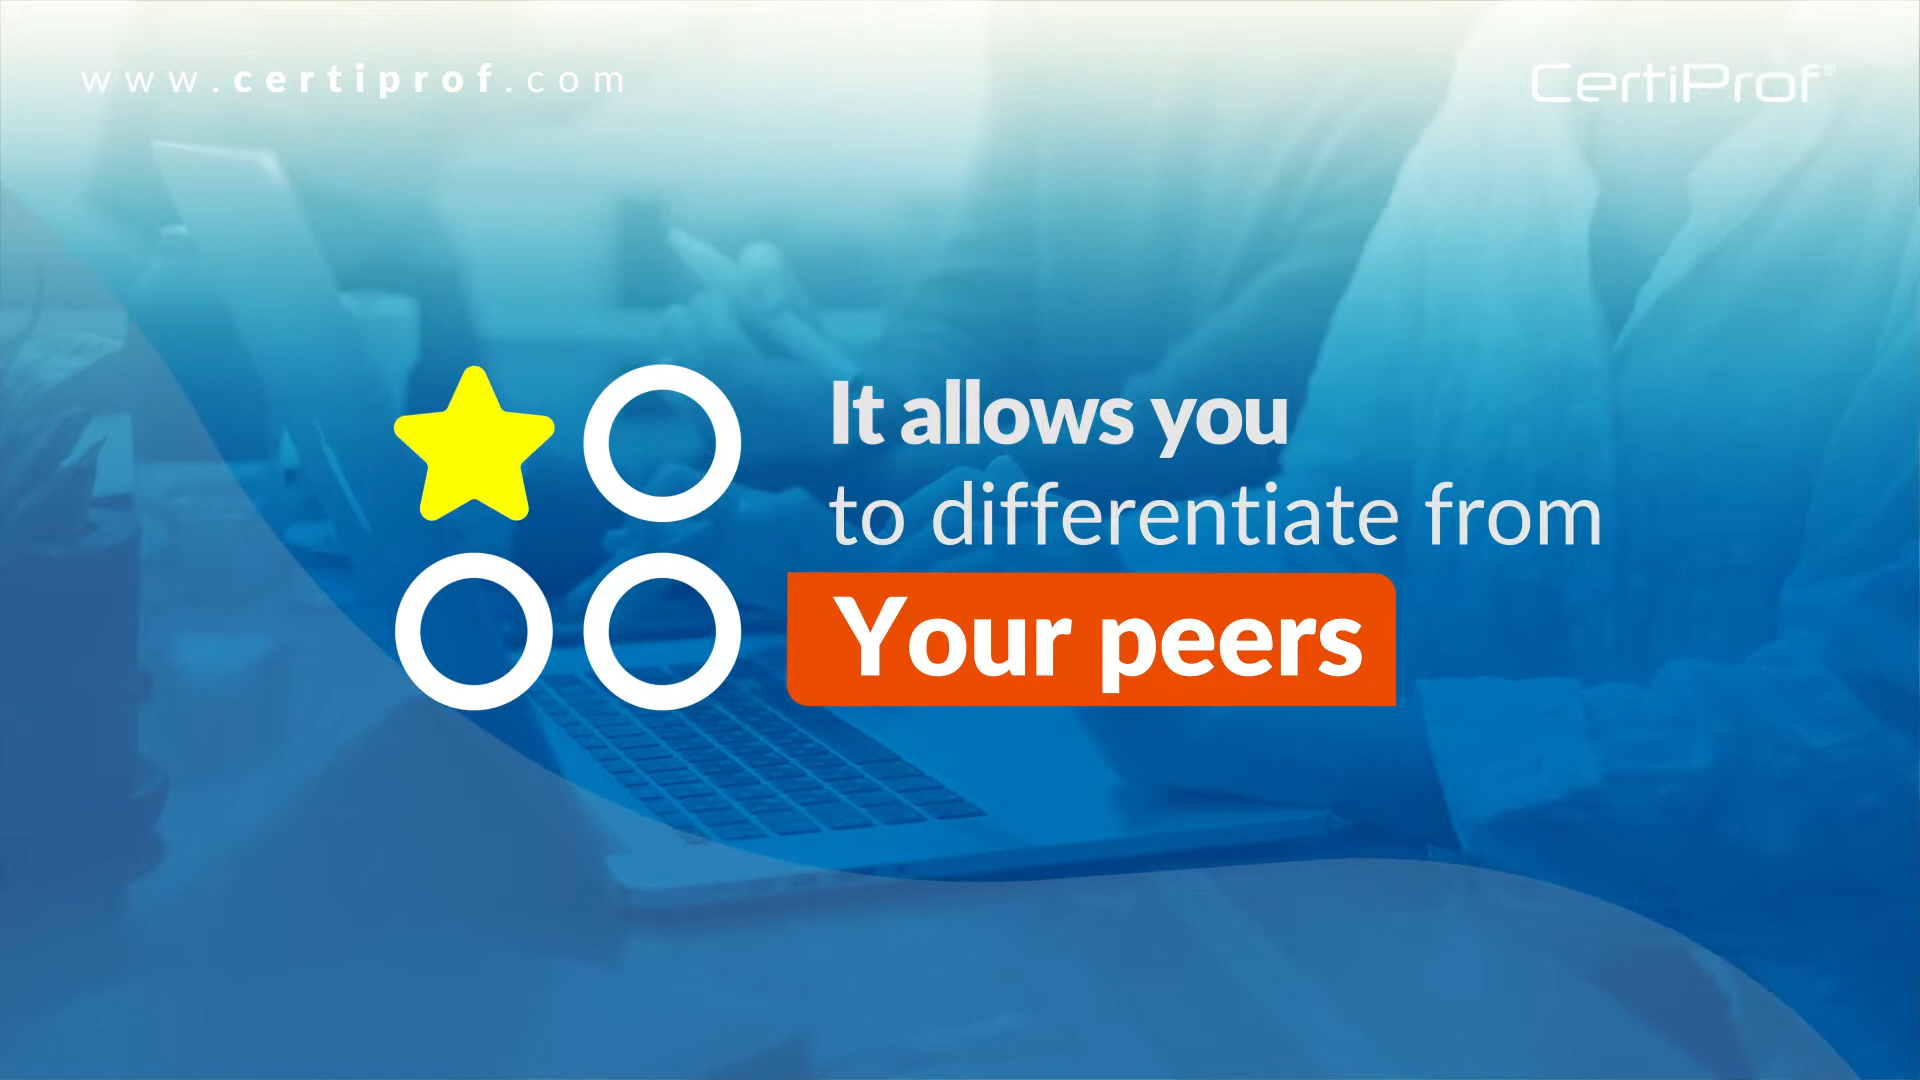 www.certiprof.com
CertiProf®
It allows you
to differentiate from
Your peers